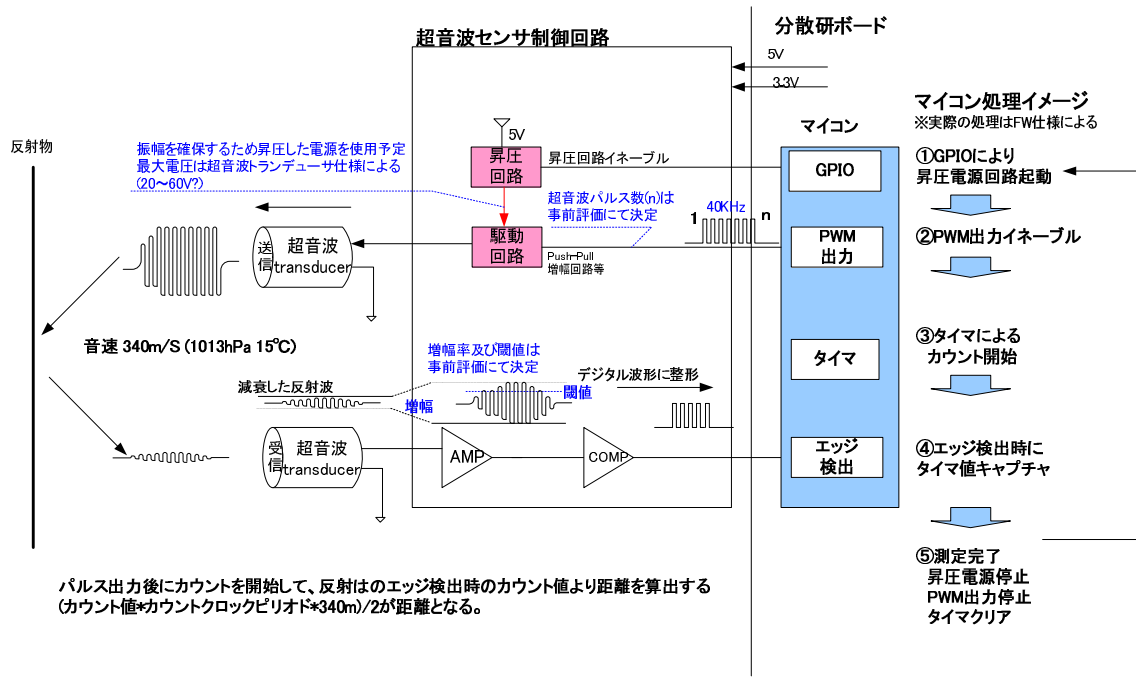 分散研ボード
超音波センサ制御回路
5V
3.3V
マイコン処理イメージ
※実際の処理はFW仕様による
マイコン
反射物
振幅を確保するため昇圧した電源を使用予定
最大電圧は超音波トランデューサ仕様による
(20～60V?)
5V
昇圧
回路
昇圧回路イネーブル
GPIO
①GPIOにより
昇圧電源回路起動
超音波パルス数(n)は
事前評価にて決定
1
40KHz
n
駆動
回路
Push-Pull
増幅回路等
PWM
出力
②PWM出力イネーブル
送信
超音波
transducer
音速 340m/S (1013hPa 15℃)
増幅率及び閾値は
事前評価にて決定
タイマ
③タイマによる
カウント開始
減衰した反射波
増幅
閾値
デジタル波形に整形
受信
超音波
transducer
AMP
COMP
エッジ
検出
④エッジ検出時に
タイマ値キャプチャ
⑤測定完了
昇圧電源停止
PWM出力停止
タイマクリア
パルス出力後にカウントを開始して、反射はのエッジ検出時のカウント値より距離を算出する
(カウント値*カウントクロックピリオド*340m)/2が距離となる。